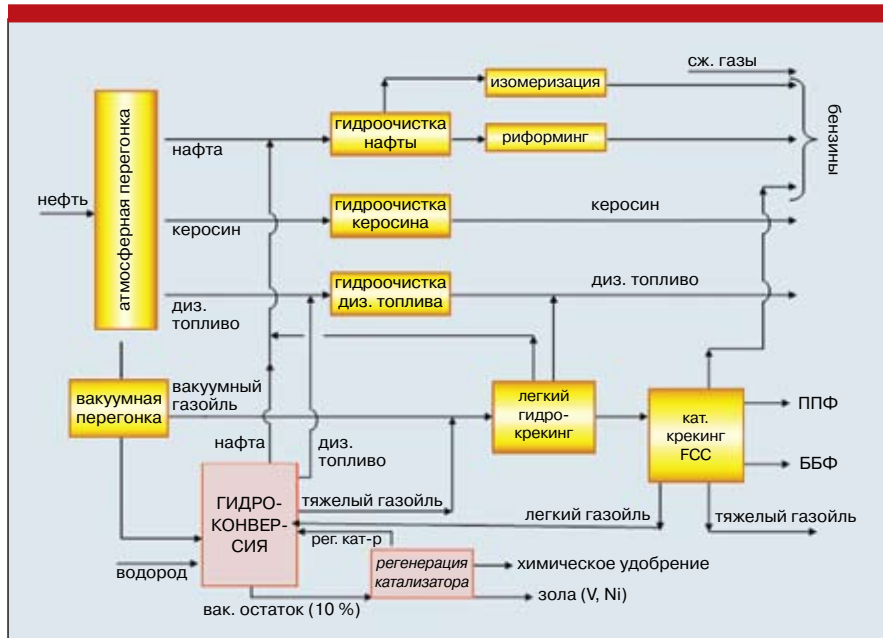 сж. газы
изомеризация
бензины
атмосферная перегонка
гидроочистка
нафты
риформинг
нафта
нефть
гидроочистка
керосина
керосин
керосин
гидроочистка
диз. топлива
диз. топливо
диз.
топливо
вакуумная
перегонка
вакуумный
газойль
легкий
гидро-
крекинг
кат.
крекинг
FCC
ППФ
ББФ
нафта
диз.
топливо
ГИДРО-
КОНВЕР-
СИЯ
тяжелый газойль
легкий газойль
тяжелый газойль
рег. кат-р
водород
регенерация
катализатора
химическое удобрение
зола (V, Ni)
вак. остаток (10 %)